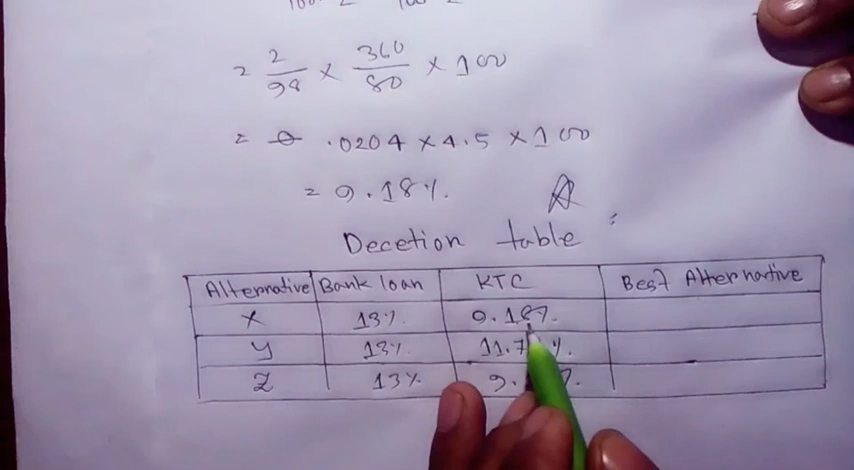 = 2/98 × 360/80 × 100
= .0204 × 4.5 × 100
= 9.18%.
Decetion table :
Alternative Bank loan KTC Best Alternative
X 13% 9.18%
y 13% 11.7 %.
Z 13% 9.